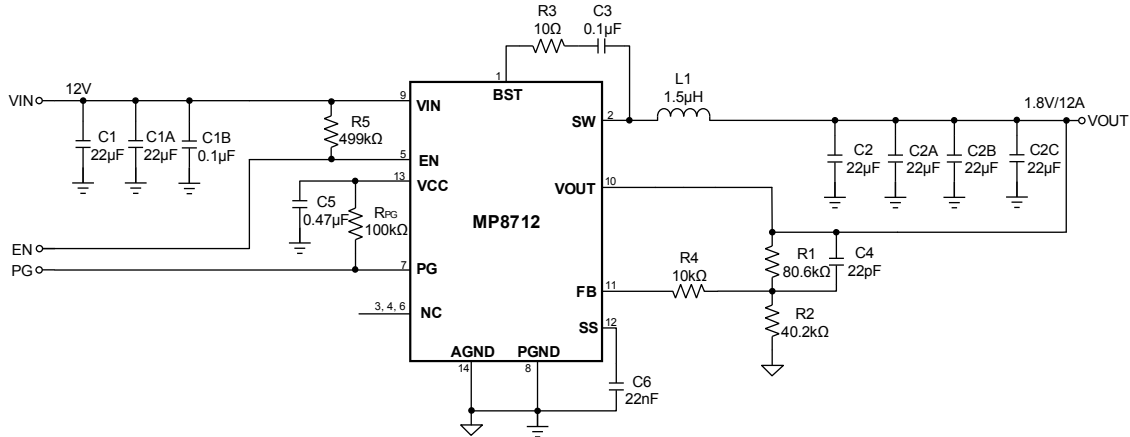 R3
10Ω
C3
0.1µF
1
BST
VIN
12V
9
VIN
C1
22µF
C1A
22µF
C1B
0.1µF
R5
499kΩ
5
EN
13
VCC
C5
0.47µF
RPG
100kΩ
EN
PG
7
PG
3, 4, 6
NC
MP8712
SW
2
L1
1.5µH
1.8V/12A
VOUT
C2
22µF
C2A
22µF
C2B
22µF
C2C
22µF
VOUT
10
R1
80.6kΩ
C4
22pF
R4
10kΩ
FB
11
R2
40.2kΩ
SS
12
AGND
14
PGND
8
C6
22nF